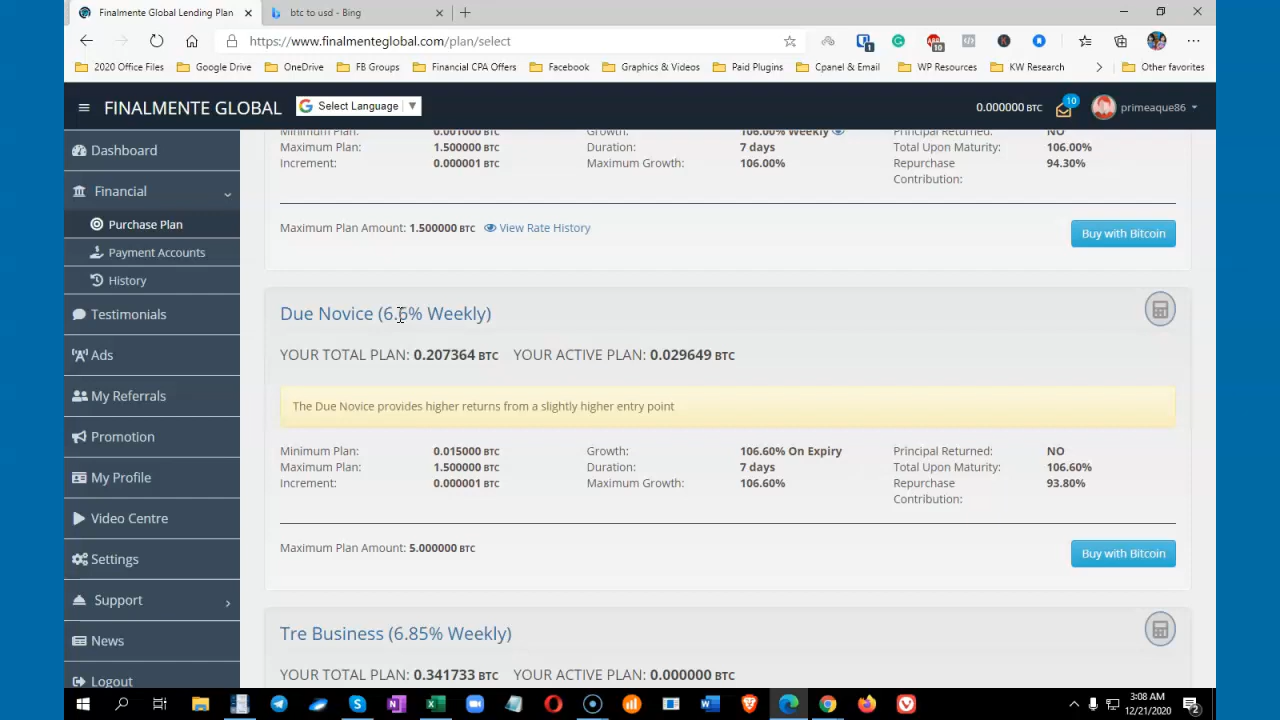 Finalmente Global Lending Plan
btc to usd - Bing
https://www.finalmenteglobal.com/plan/select
1
ABP
10
K
2020 Office Files
Google Drive
OneDrive
FB Groups
Financial CPA Offers
Facebook
Graphics & Videos
Paid Plugins
Cpanel & Email
WP Resources
KW Research
Other favorites
FINALMENTE GLOBAL
Select Language
0.000000 BTC
10
primeaque86
Dashboard
Financial
Purchase Plan
Payment Accounts
History
Testimonials
Ads
My Referrals
Promotion
My Profile
Video Centre
Settings
Support
News
Logout
Minimum Plan: 0.001000 BTC Growth: 106.00% Weekly Principal Returned: NO
Maximum Plan: 1.500000 BTC Duration: 7 days Total Upon Maturity: 106.00%
Increment: 0.000001 BTC Maximum Growth: 106.00% Repurchase 94.30%
Contribution:
Maximum Plan Amount: 1.500000 BTC View Rate History
Buy with Bitcoin
Due Novice (6.6% Weekly)
YOUR TOTAL PLAN: 0.207364 BTC YOUR ACTIVE PLAN: 0.029649 BTC
The Due Novice provides higher returns from a slightly higher entry point
Minimum Plan: 0.015000 BTC Growth: 106.60% On Expiry Principal Returned: NO
Maximum Plan: 1.500000 BTC Duration: 7 days Total Upon Maturity: 106.60%
Increment: 0.000001 BTC Maximum Growth: 106.60% Repurchase 93.80%
Contribution:
Maximum Plan Amount: 5.000000 BTC
Buy with Bitcoin
Tre Business (6.85% Weekly)
YOUR TOTAL PLAN: 0.341733 BTC YOUR ACTIVE PLAN: 0.000000 BTC
3:08 AM
12/21/2020
2